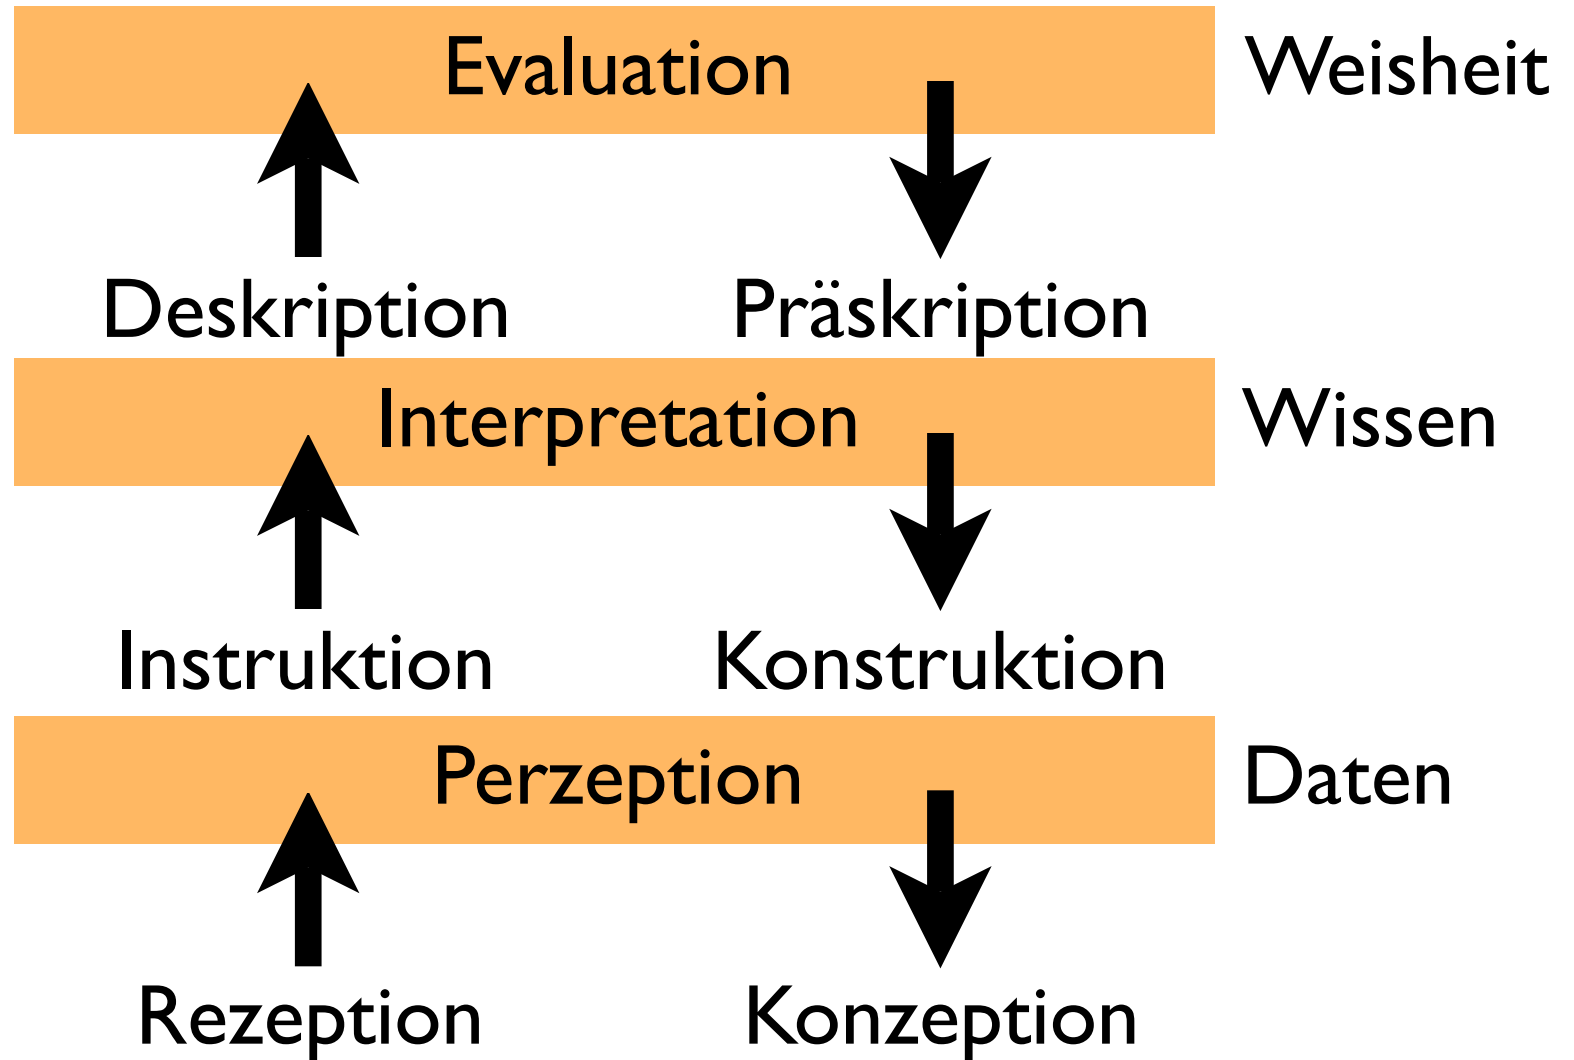 Evaluation Weisheit
Deskription Präskription
Interpretation Wissen
Instruktion Konstruktion
Perzeption Daten
Rezeption Konzeption